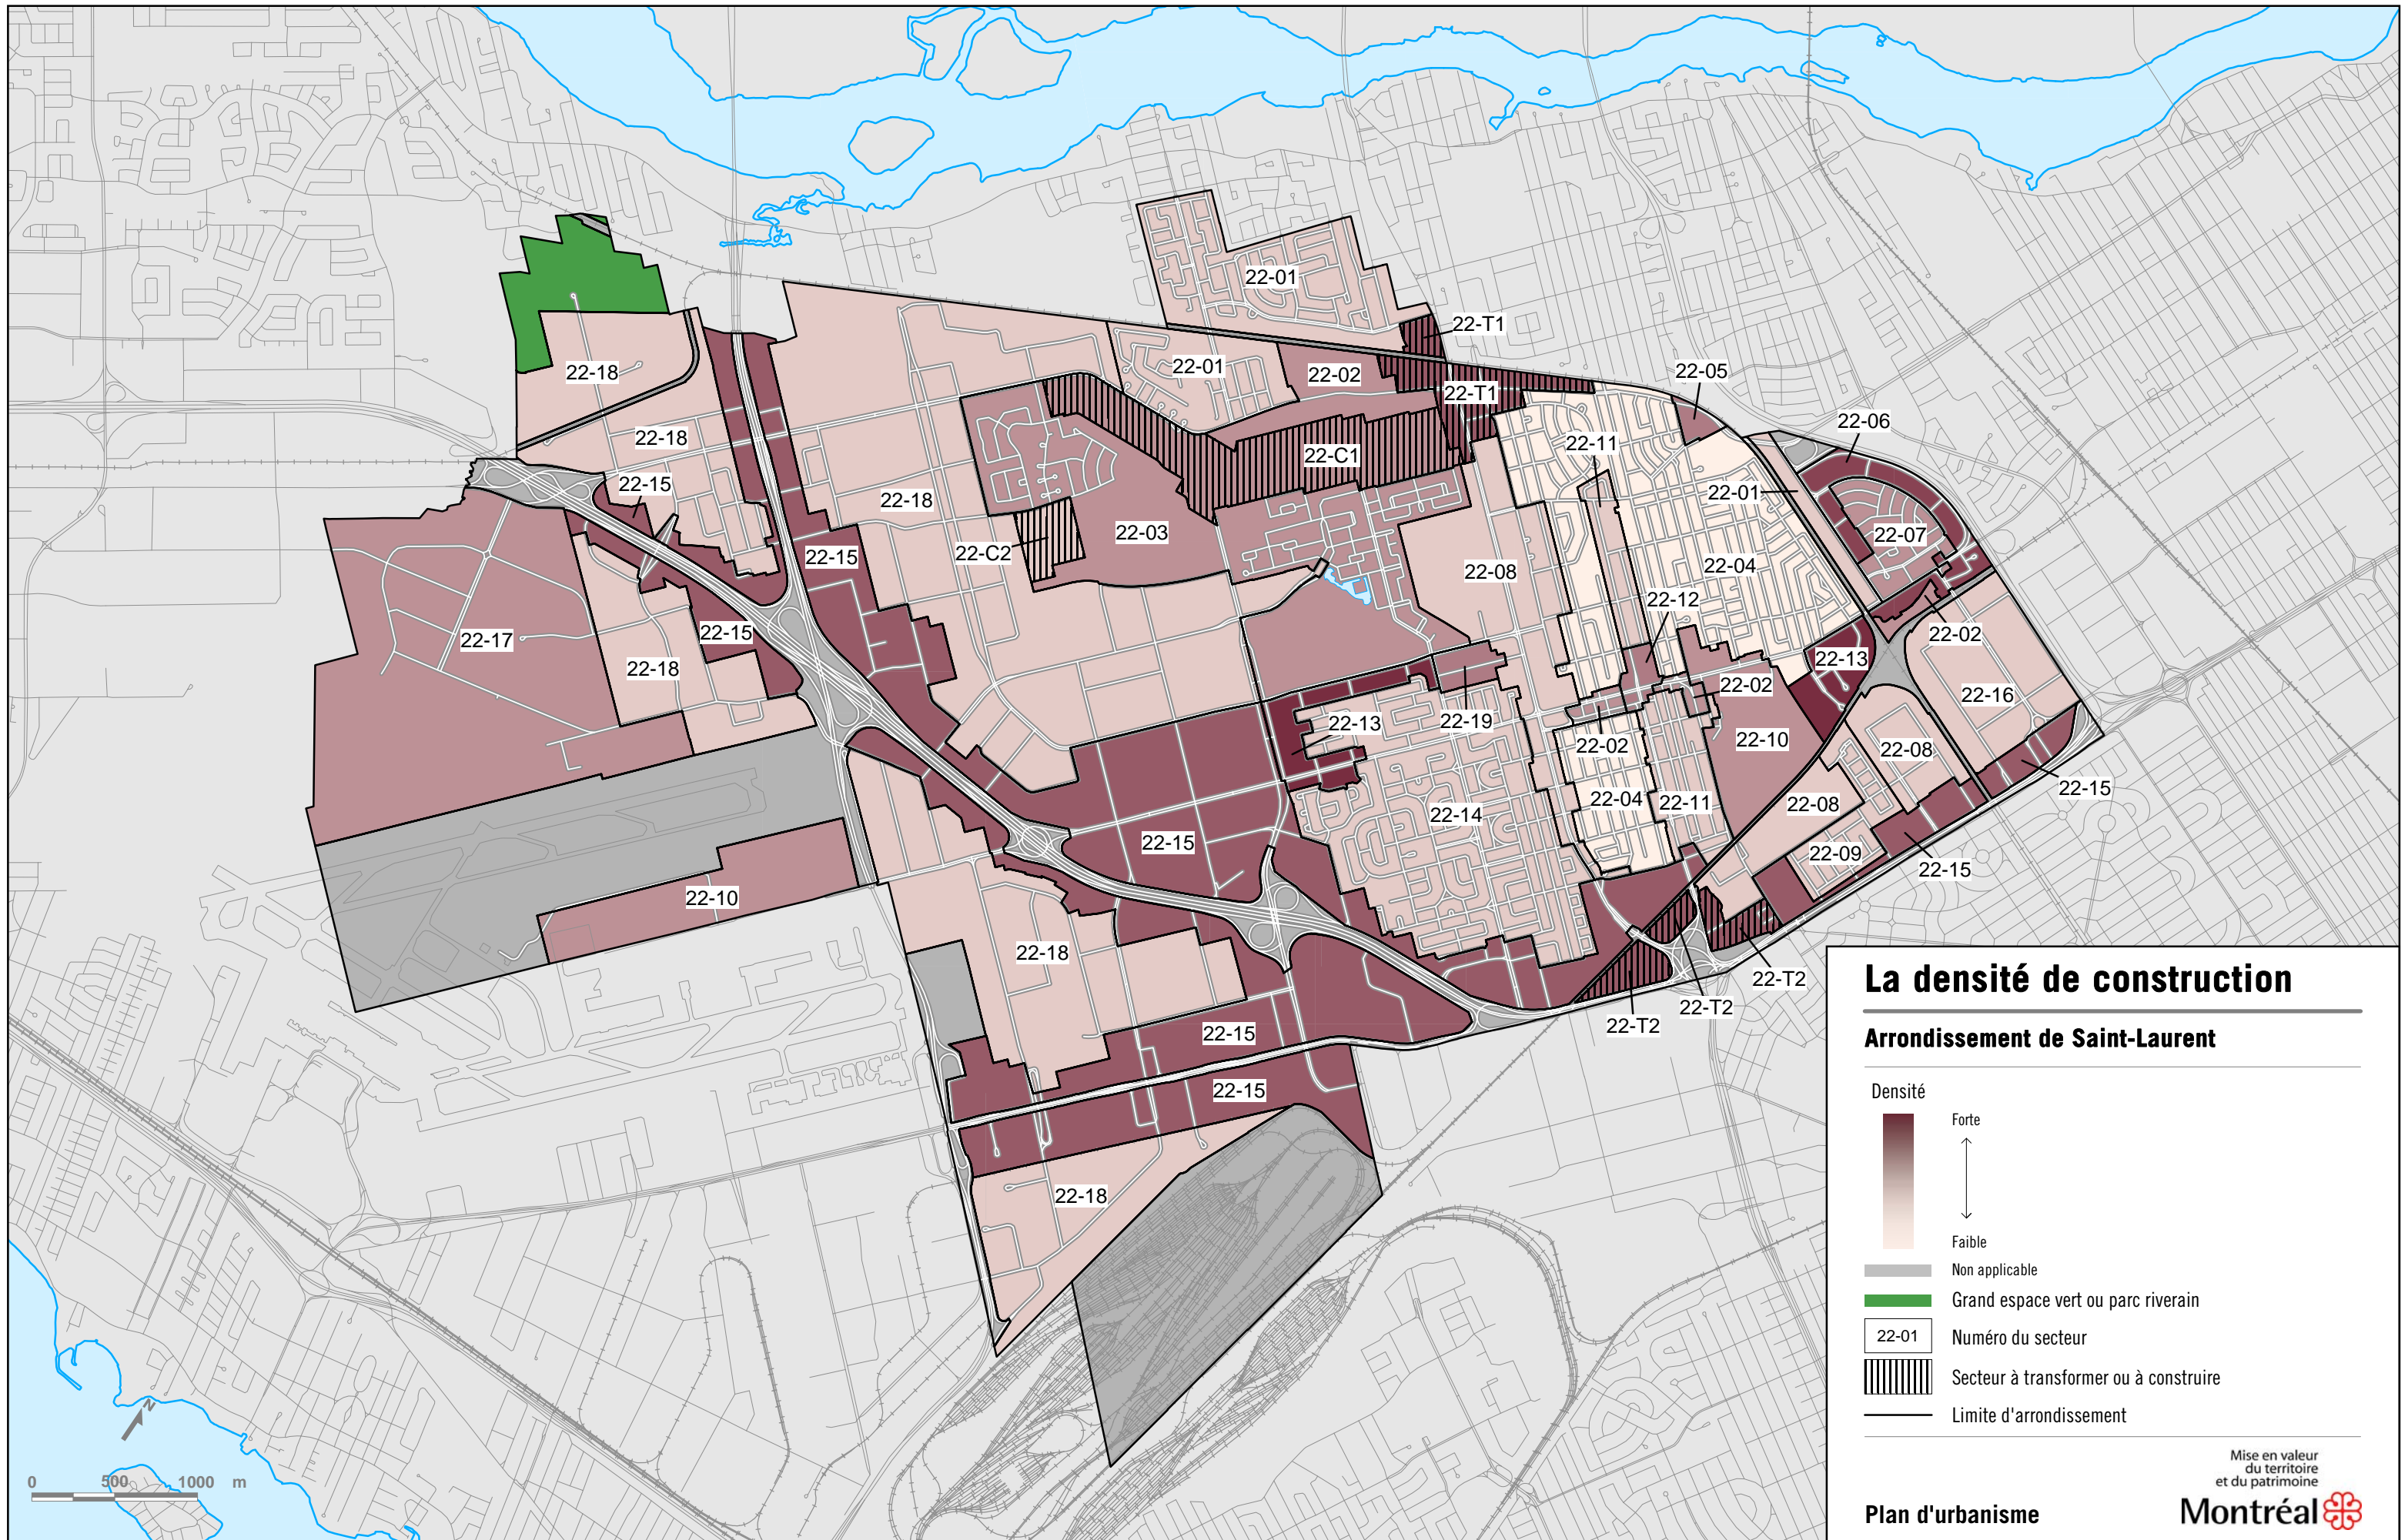 22-01
22-T1
22-01
22-02
22-18
22-05
22-T1
22-06
22-18
22-11
22-C1
22-15
22-01
22-18
22-07
22-03
22-C2
22-15
22-04
22-08
22-12
22-15
22-17
22-02
22-13
22-18
22-02
22-16
22-19
22-13
22-10
22-02
22-08
22-15
22-04
22-11
22-08
22-14
22-15
22-09
22-15
22-10
22-18
22-T2
22-T2
22-T2
22-15
22-15
22-18
La densité de construction
Arrondissement de Saint-Laurent
Densité
Forte
Faible
Non applicable
Grand espace vert ou parc riverain
22-01 Numéro du secteur
Secteur à transformer ou à construire
Limite d'arrondissement
Mise en valeur
du territoire
et du patrimoine
Plan d'urbanisme
Montréal
N
0 500 1000 m